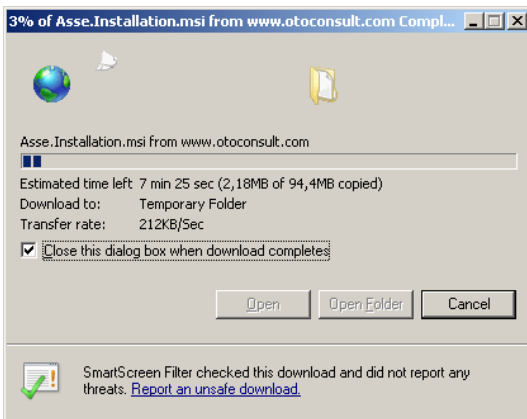 3% of Asse.Installation.msi from www.otoconsult.com Compl...
Asse.Installation.msi from www.otoconsult.com
Estimated time left 7 min 25 sec (2,18MB of 94,4MB copied)
Download to: Temporary Folder
Transfer rate: 212KB/Sec
Close this dialog box when download completes
Open Open Folder Cancel
SmartScreen Filter checked this download and did not report any
threats. Report an unsafe download.